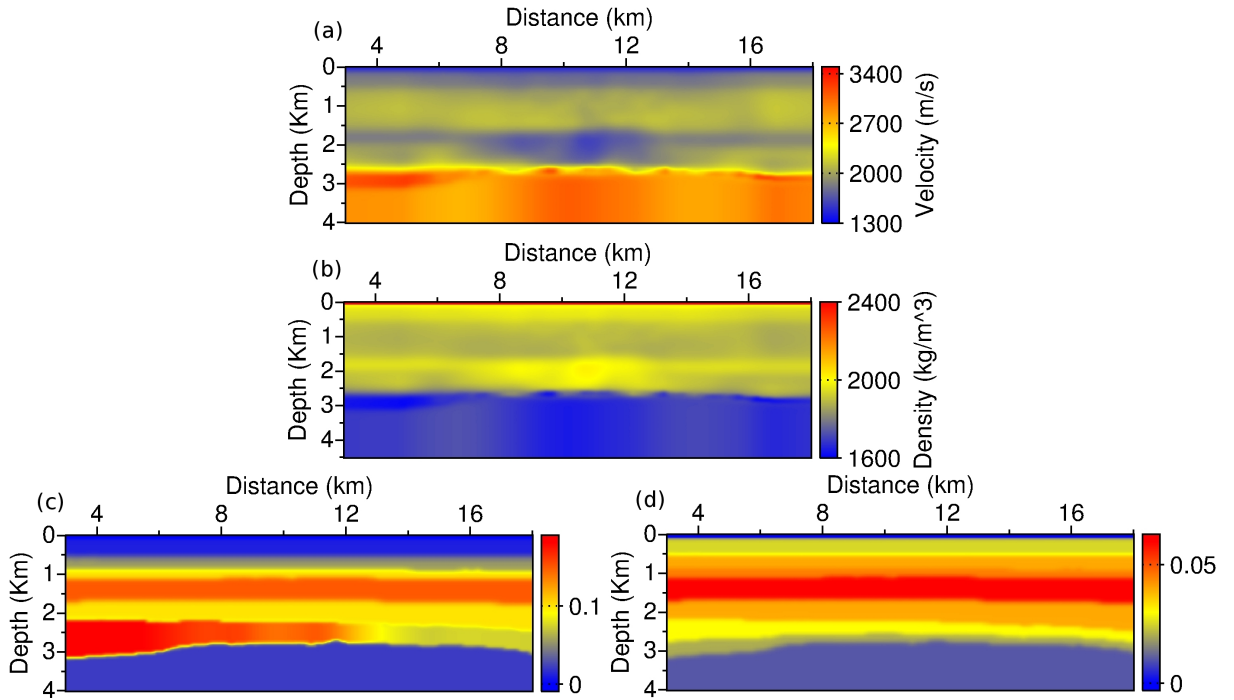 (a) Distance (km)
4 8 12 16
0
1
2
3
4
Depth (Km)
3400
2700
2000
1300
Velocity (m/s)
(b) Distance (km)
4 8 12 16
0
1
2
3
4
Depth (Km)
2400
2000
1600
Density (kg/m^3)
(c) Distance (km)
4 8 12 16
0
1
2
3
4
Depth (Km)
0.1
0
(d) Distance (km)
4 8 12 16
0
1
2
3
4
Depth (Km)
0.05
0